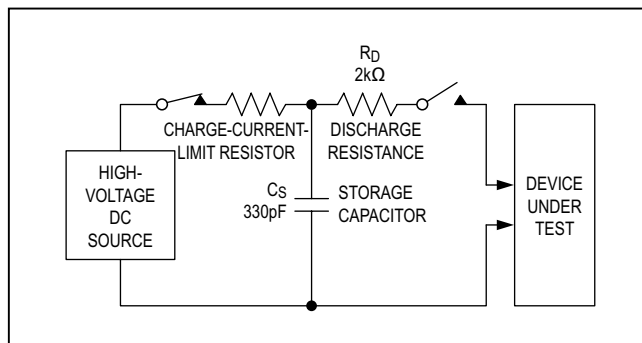 R_D
2kΩ
CHARGE-CURRENT-
LIMIT RESISTOR
DISCHARGE
RESISTANCE
HIGH-
VOLTAGE
DC
SOURCE
C_S
330pF
STORAGE
CAPACITOR
DEVICE
UNDER
TEST